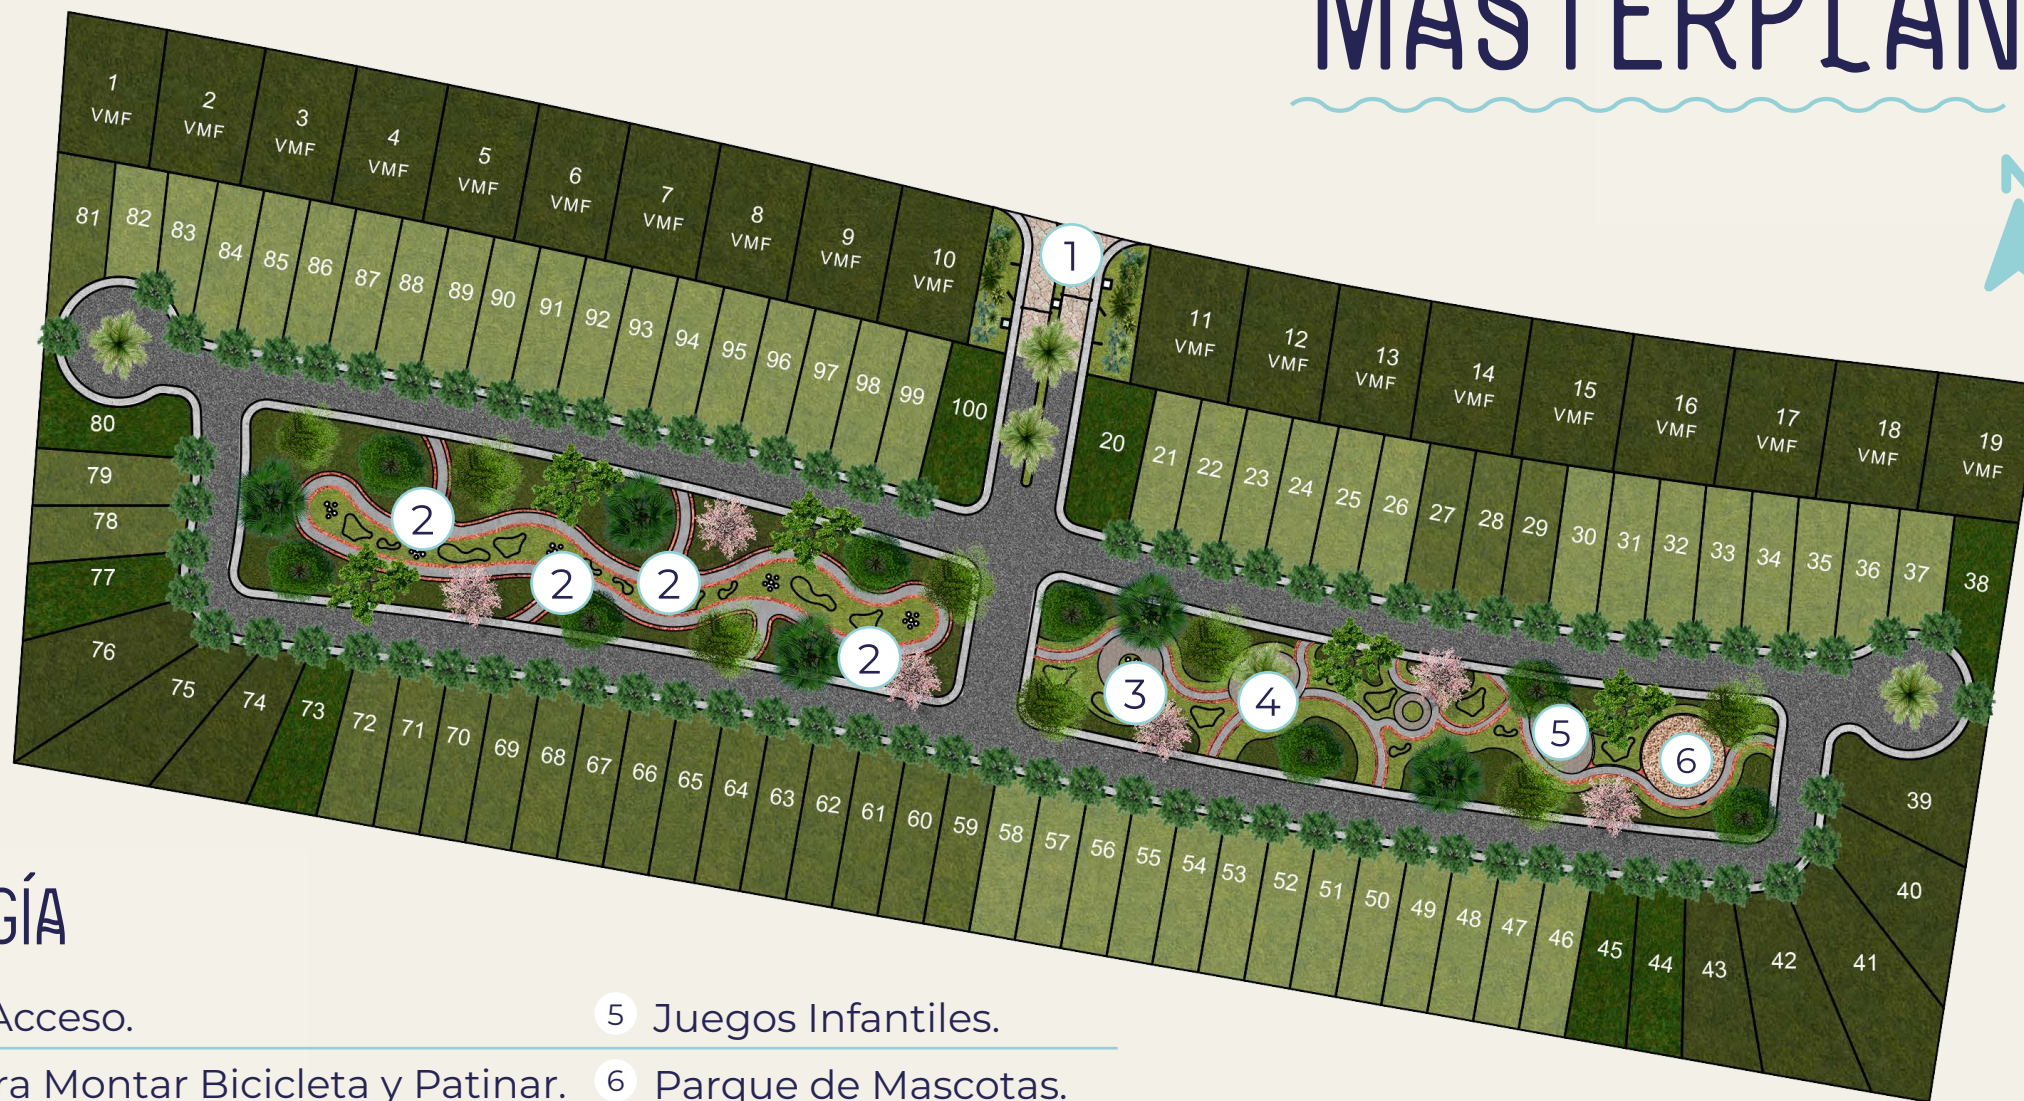 MASTERPLAN
N
1
VMF
2
VMF
3
VMF
4
VMF
5
VMF
6
VMF
7
VMF
8
VMF
9
VMF
10
VMF
1
11
VMF
12
VMF
13
VMF
14
VMF
15
VMF
16
VMF
17
VMF
18
VMF
19
VMF
81 82 83 84 85 86 87 88 89 90 91 92 93 94 95 96 97 98 99 100
20 21 22 23 24 25 26 27 28 29 30 31 32 33 34 35 36 37 38
80
79
78
77
76
2
2
2
2
3
4
5
6
39
40
41
75 74 73 72 71 70 69 68 67 66 65 64 63 62 61 60 59 58 57 56 55 54 53 52 51 50 49 48 47 46 45 44 43 42
GÍA
Acceso.
5 Juegos Infantiles.
ra Montar Bicicleta y Patinar.
6 Parque de Mascotas.